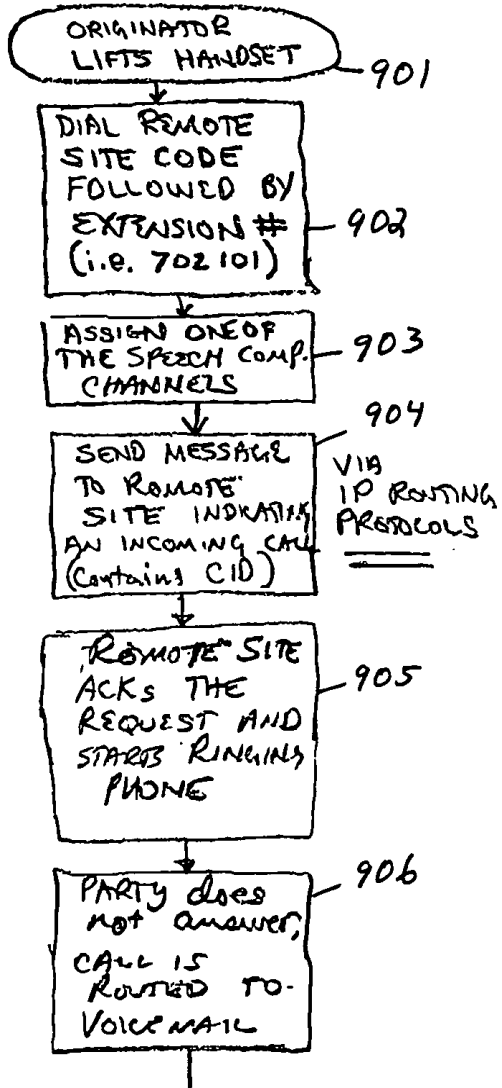 ORIGINATOR
LIFTS HANDSET
901
DIAL REMOTE
SITE CODE
FOLLOWED BY
EXTENSION #
(i.e. 702 101)
902
ASSIGN ONE OF
THE SPEECH COMP.
CHANNELS
903
904
SEND MESSAGE
TO REMOTE
SITE INDICATING
AN INCOMING CALL
(Contains CID)
VIA
IP ROUTING
PROTOCOLS
REMOTE SITE
ACKS THE
REQUEST AND
STARTS RINGING
PHONE
905
906
PARTY does
not answer,
CALL IS
ROUTED TO
VOICEMAIL